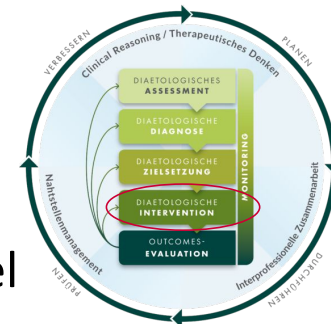 VERBESSERN
PLANEN
Clinical Reasoning / Therapeutisches Denken
DIAETOLOGISCHES
ASSESSMENT
DIAETOLOGISCHE
DIAGNOSE
DIAETOLOGISCHE
ZIELSETZUNG
DIAETOLOGISCHE
INTERVENTION
OUTCOMES-
EVALUATION
MONITORING
Nahtstellenmanagement
Interprofessionelle Zusammenarbeit
PRÜFEN
DURCHFÜHREN
el